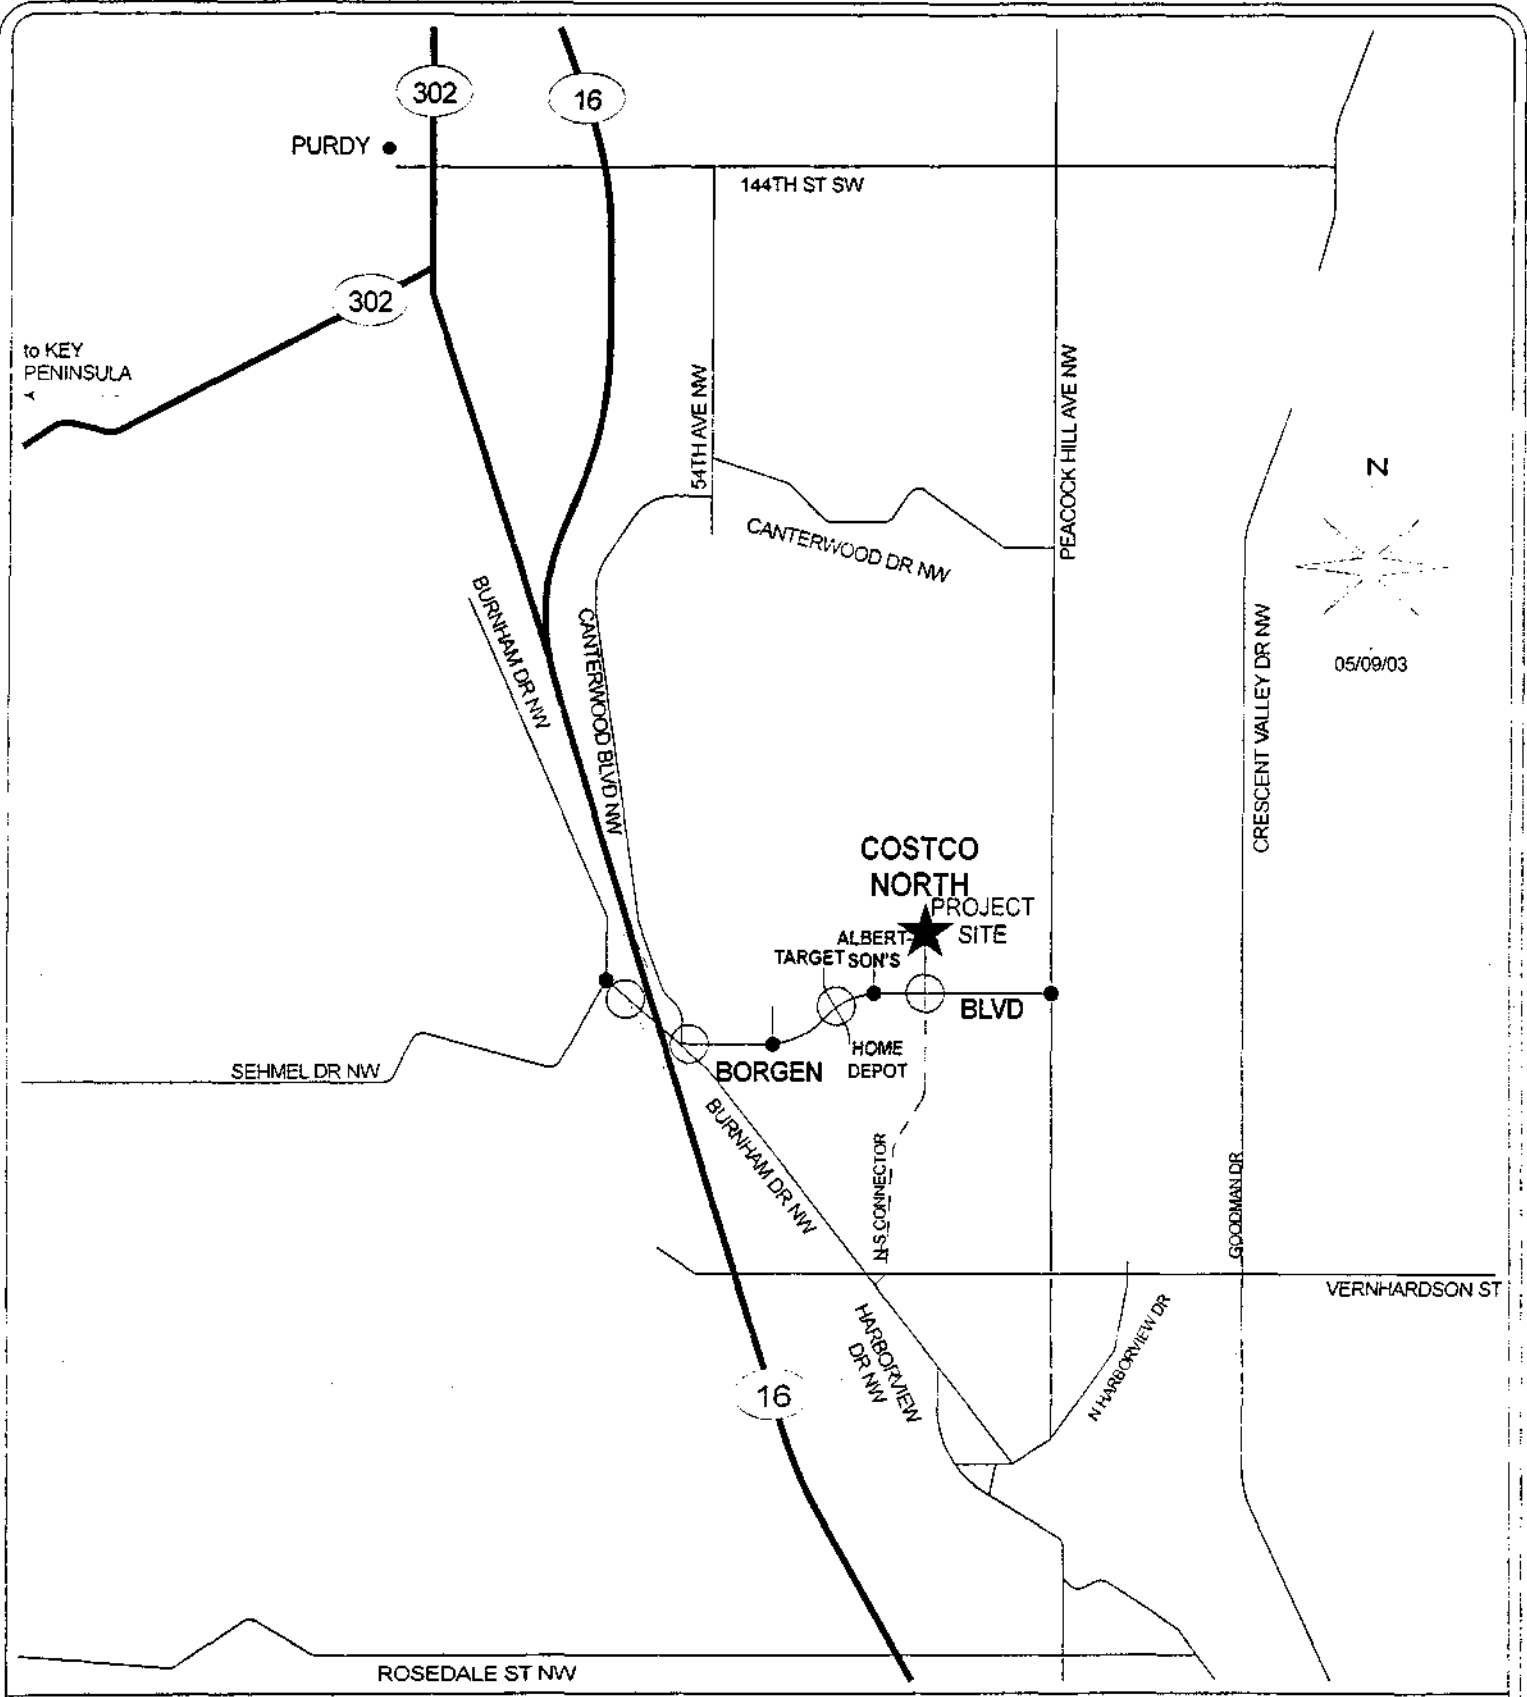 302
16
PURDY
144TH ST SW
302
to KEY
PENINSULA
54TH AVE NW
PEACOCK HILL AVE NW
N
CANTERWOOD DR NW
BURNHAM DR NW
CANTERWOOD BLVD NW
CRESCENT VALLEY DR NW
05/09/03
COSTCO
NORTH
PROJECT
SITE
ALBERT-
SON'S
TARGET
BLVD
HOME
DEPOT
BORGEN
SEHMEL DR NW
BURNHAM DR NW
N-S CONNECTOR
GOODMAN DR
VERNHARDSON ST
HARBORVIEW
DR NW
N HARBORVIEW DR
16
ROSEDALE ST NW